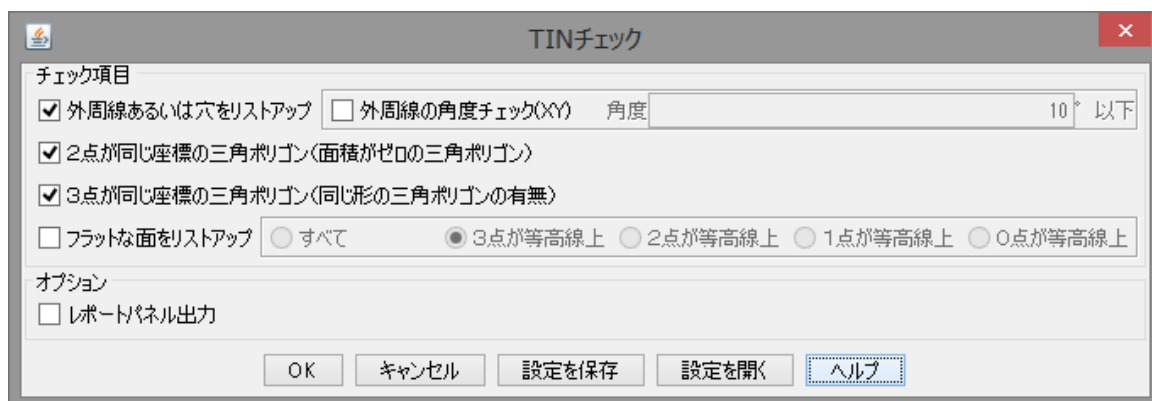 TINチェック
チェック項目
外周線あるいは穴をリストアップ 外周線の角度チェック(XY) 角度 10° 以下
2点が同じ座標の三角ポリゴン(面積がゼロの三角ポリゴン)
3点が同じ座標の三角ポリゴン(同じ形の三角ポリゴンの有無)
フラットな面をリストアップ すべて 3点が等高線上 2点が等高線上 1点が等高線上 0点が等高線上
オプション
レポートパネル出力
OK キャンセル 設定を保存 設定を開く ヘルプ